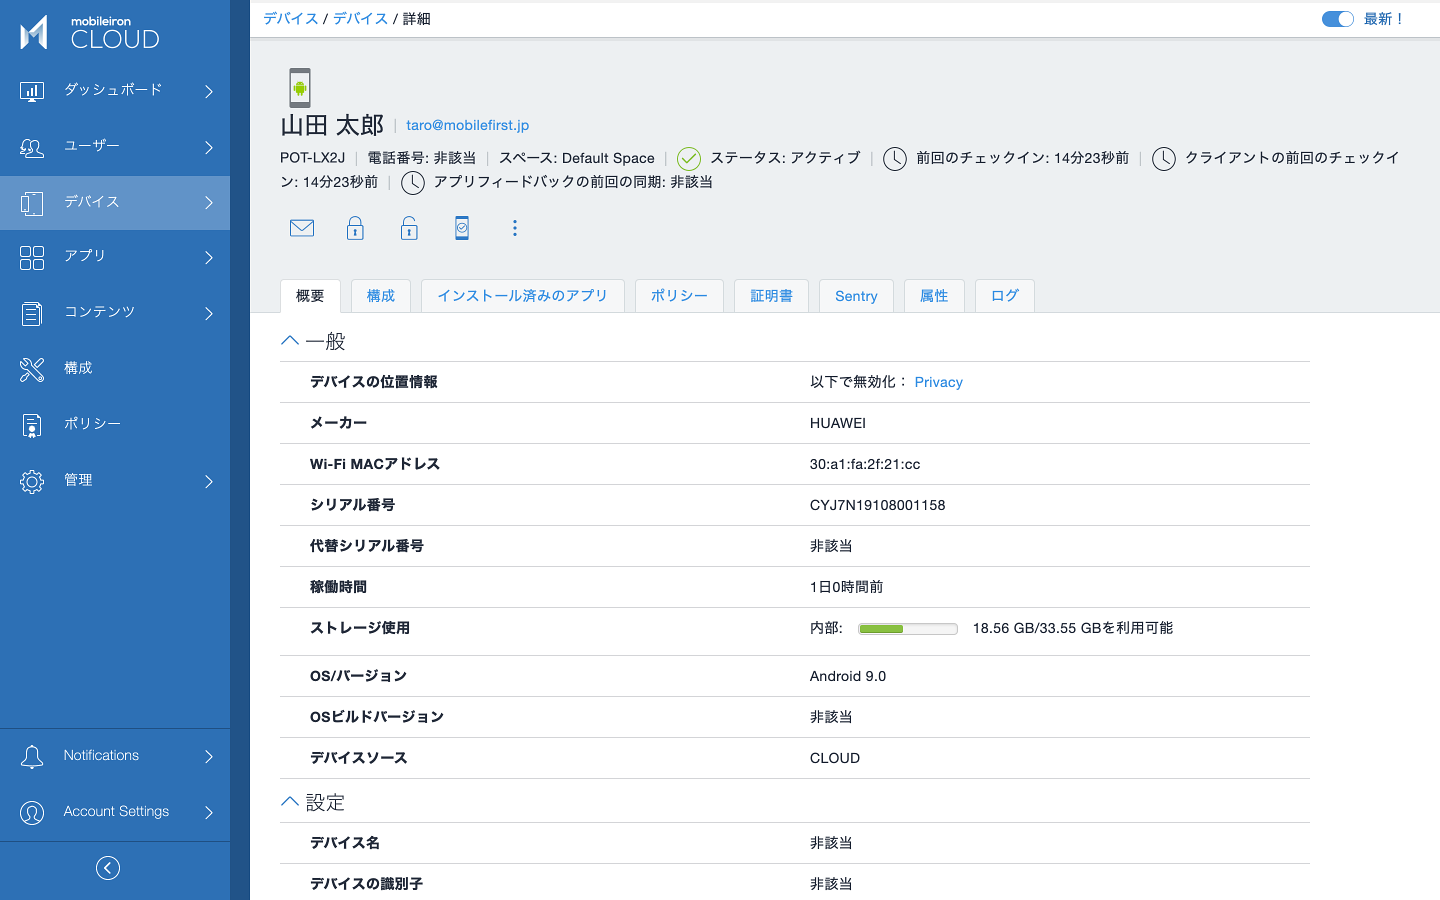 mobileiron
CLOUD
デバイス / デバイス / 詳細
最新！
ダッシュボード
ユーザー
デバイス
アプリ
コンテンツ
構成
ポリシー
管理
Notifications
Account Settings
山田 太郎 | taro@mobilefirst.jp
POT-LX2J | 電話番号: 非該当 | スペース: Default Space | ステータス: アクティブ | 前回のチェックイン: 14分23秒前 | クライアントの前回のチェックイ
ン: 14分23秒前 | アプリフィードバックの前回の同期: 非該当
概要 構成 インストール済みのアプリ ポリシー 証明書 Sentry 属性 ログ
一般
デバイスの位置情報 以下で無効化： Privacy
メーカー HUAWEI
Wi-Fi MACアドレス 30:a1:fa:2f:21:cc
シリアル番号 CYJ7N19108001158
代替シリアル番号 非該当
稼働時間 1日0時間前
ストレージ使用 内部: 18.56 GB/33.55 GBを利用可能
OS/バージョン Android 9.0
OSビルドバージョン 非該当
デバイスソース CLOUD
設定
デバイス名 非該当
デバイスの識別子 非該当